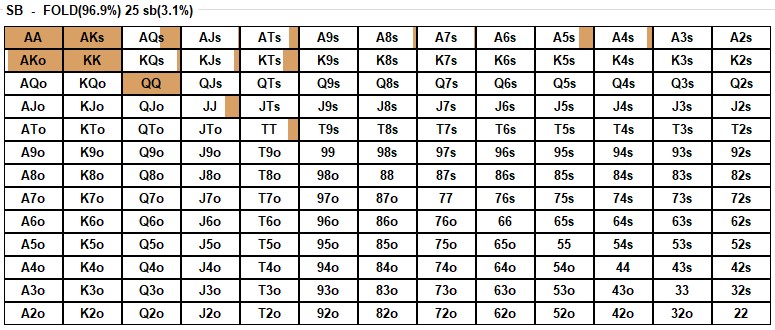 SB - FOLD(96.9%) 25 sb(3.1%)
AA AKs AQs AJs ATs A9s A8s A7s A6s A5s A4s A3s A2s
AKo KK KQs KJs KTs K9s K8s K7s K6s K5s K4s K3s K2s
AQo KQo QQ QJs QTs Q9s Q8s Q7s Q6s Q5s Q4s Q3s Q2s
AJo KJo QJo JJ JTs J9s J8s J7s J6s J5s J4s J3s J2s
ATo KTo QTo JTo TT T9s T8s T7s T6s T5s T4s T3s T2s
A9o K9o Q9o J9o T9o 99 98s 97s 96s 95s 94s 93s 92s
A8o K8o Q8o J8o T8o 98o 88 87s 86s 85s 84s 83s 82s
A7o K7o Q7o J7o T7o 97o 87o 77 76s 75s 74s 73s 72s
A6o K6o Q6o J6o T6o 96o 86o 76o 66 65s 64s 63s 62s
A5o K5o Q5o J5o T5o 95o 85o 75o 65o 55 54s 53s 52s
A4o K4o Q4o J4o T4o 94o 84o 74o 64o 54o 44 43s 42s
A3o K3o Q3o J3o T3o 93o 83o 73o 63o 53o 43o 33 32s
A2o K2o Q2o J2o T2o 92o 82o 72o 62o 52o 42o 32o 22